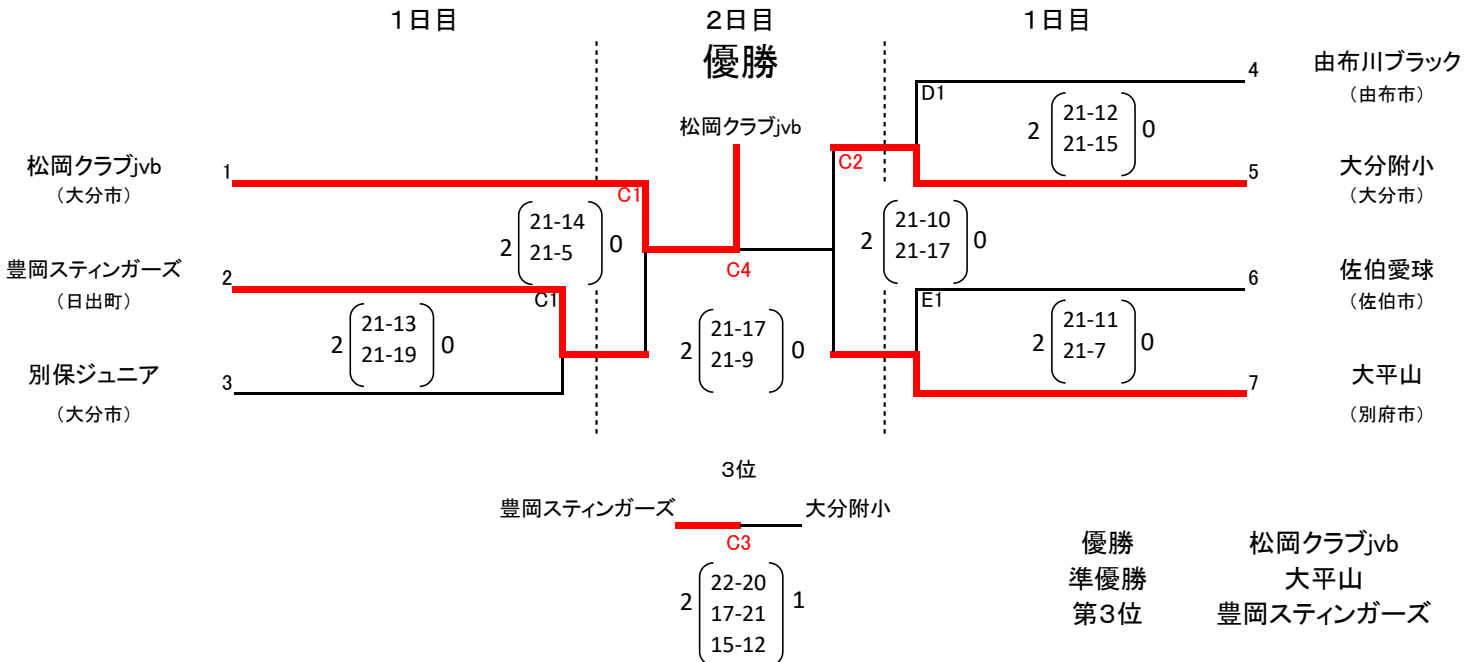 １日目
２日目
１日目
優勝
松岡クラブjvb
1
松岡クラブjvb
（大分市）
2
豊岡スティンガーズ
（日出町）
3
別保ジュニア
（大分市）
C1
2 21-14 0
21-5
C1
2 21-13 0
21-19
C4
2 21-17 0
21-9
C2
2 21-10 0
21-17
D1
2 21-12 0
21-15
E1
2 21-11 0
21-7
4
由布川ブラック
（由布市）
5
大分附小
（大分市）
6
佐伯愛球
（佐伯市）
7
大平山
（別府市）
３位
豊岡スティンガーズ 大分附小
C3
22-20
2 17-21 1
15-12
優勝 松岡クラブjvb
準優勝 大平山
第３位 豊岡スティンガーズ